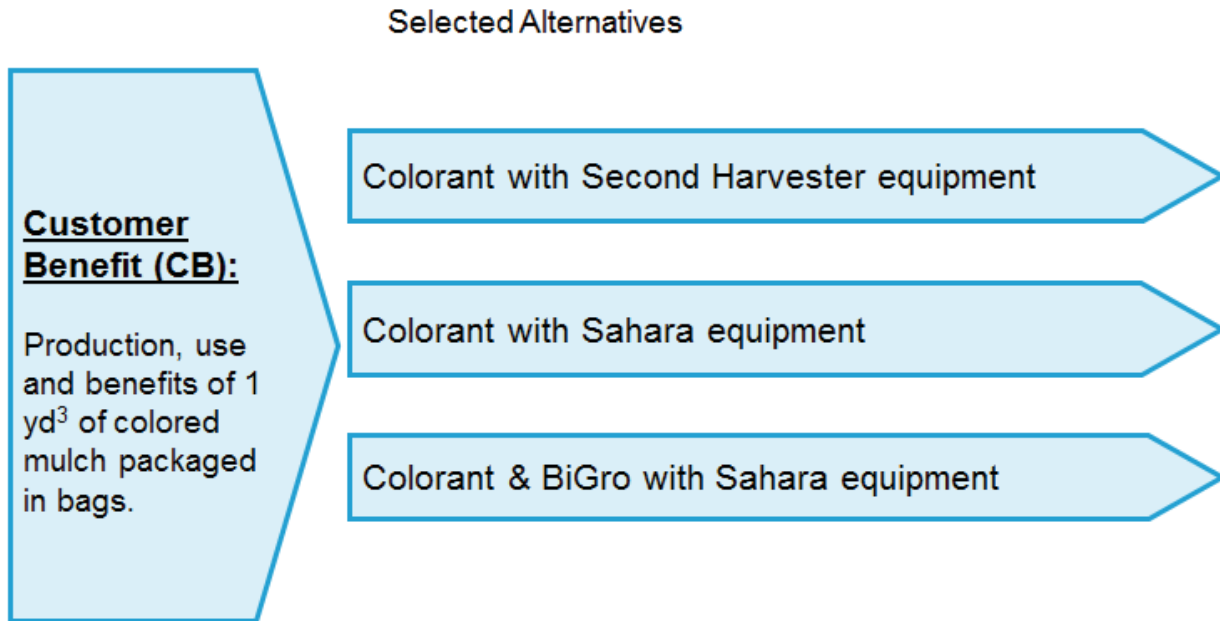 Selected Alternatives
Customer
Benefit (CB):
Production, use
and benefits of 1
yd³ of colored
mulch packaged
in bags.
Colorant with Second Harvester equipment
Colorant with Sahara equipment
Colorant & BiGro with Sahara equipment